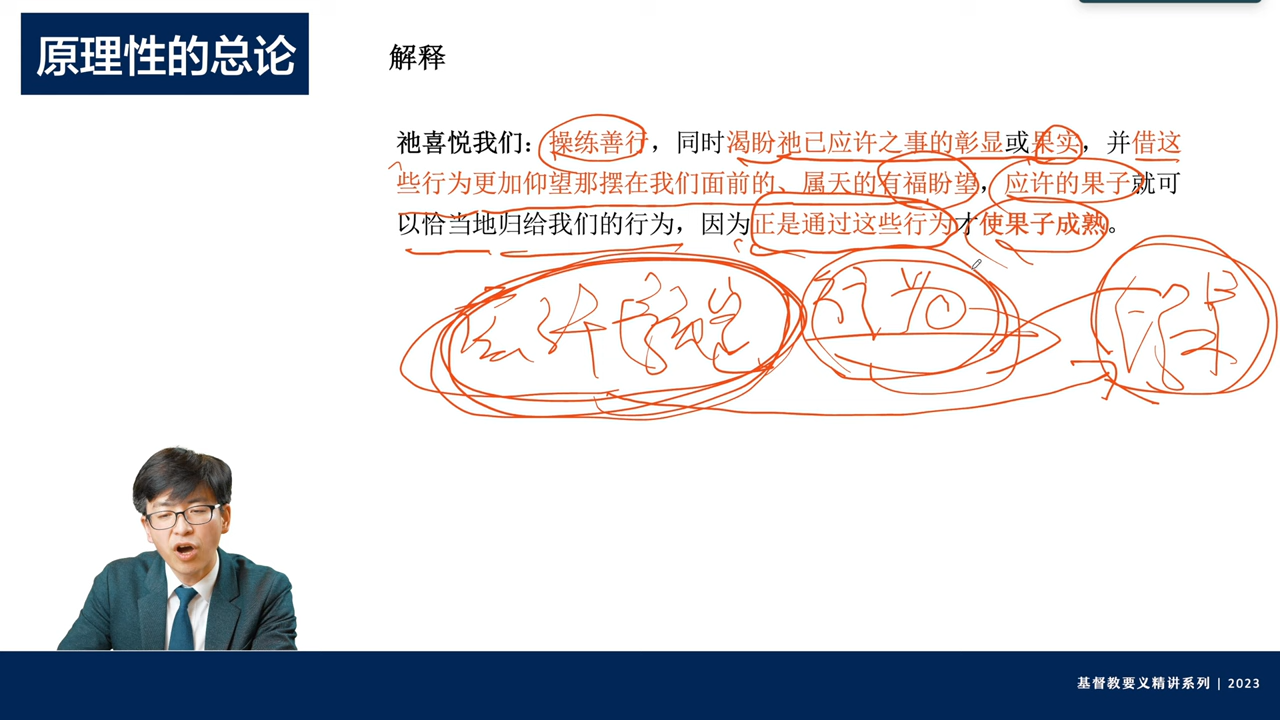 原理性的总论
解释
祂喜悦我们：操练善行，同时渴盼祂已应许之事的彰显或果实，并借这
些行为更加仰望那摆在我们面前的、属天的有福盼望，应许的果子就可
以恰当地归给我们的行为，因为正是通过这些行为才使果子成熟。
行为
基督教要义精讲系列 | 2023